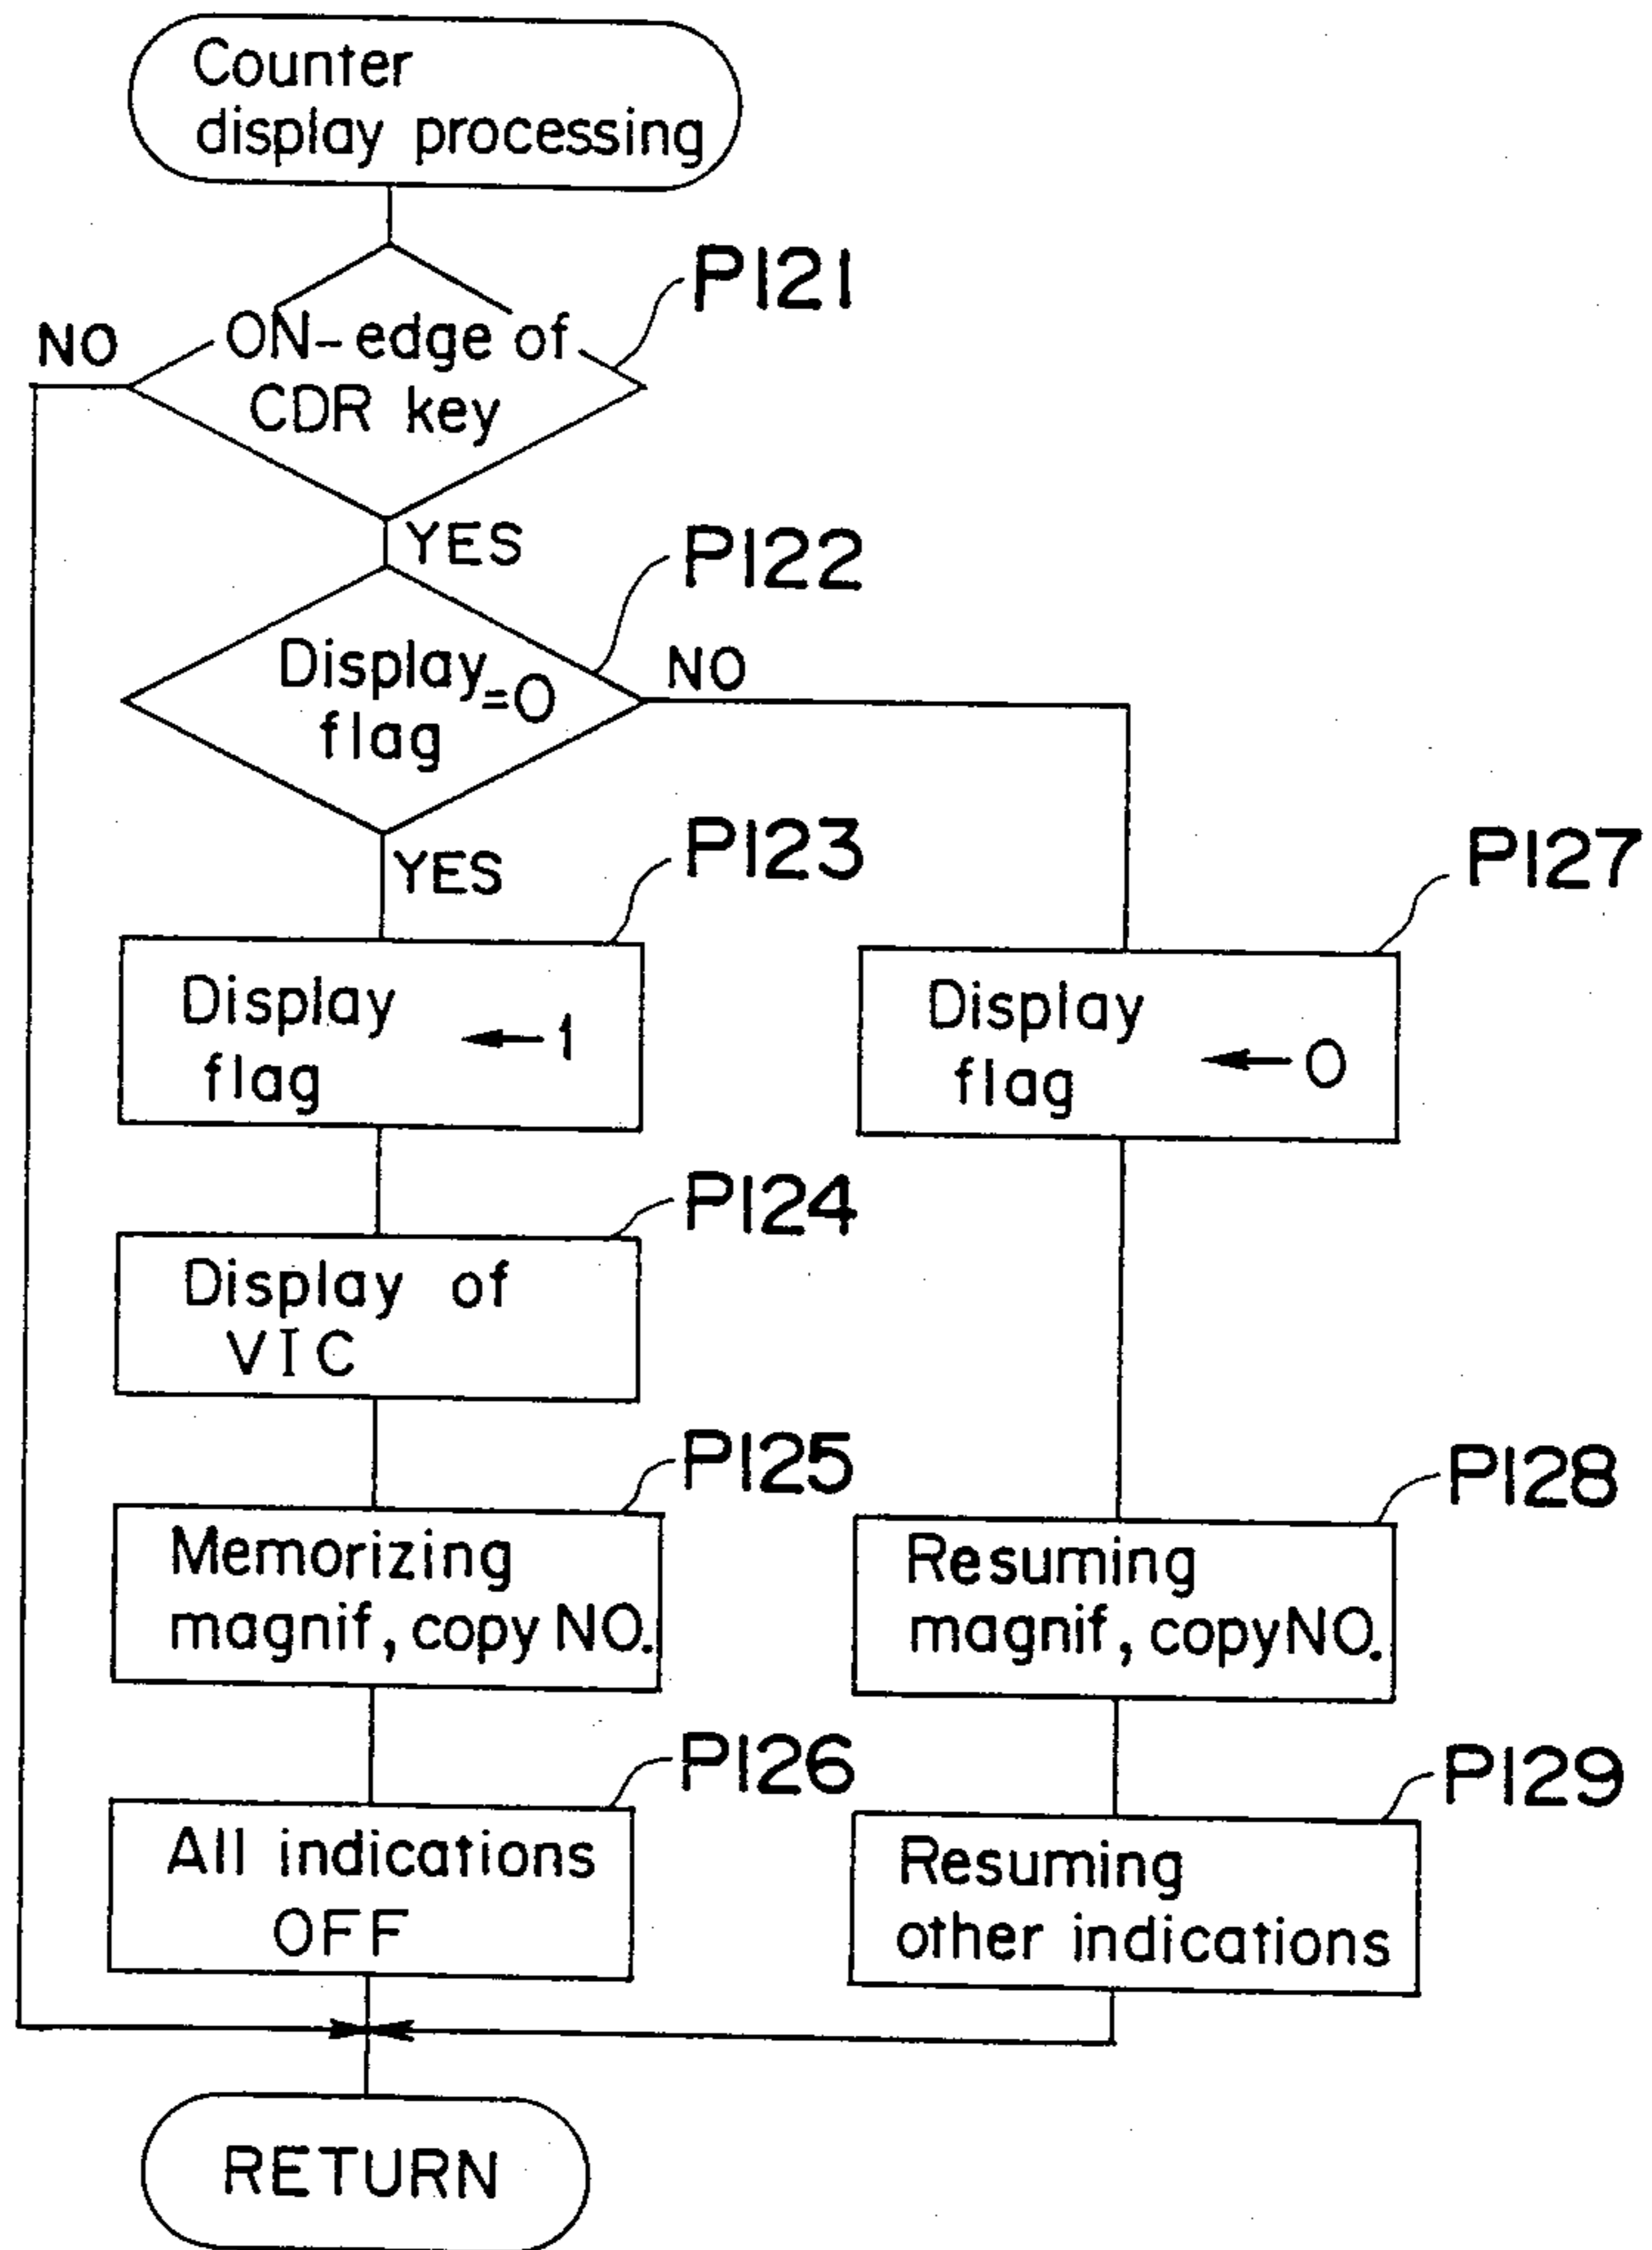 Counter
display processing
P121
NO
ON-edge of
CDR key
YES
P122
Display
flag
=0
NO
YES
P123
Display
flag
←1
P127
Display
flag
←0
P124
Display of
VIC
P125
Memorizing
magnif, copy NO.
P128
Resuming
magnif, copy NO.
P126
All indications
OFF
P129
Resuming
other indications
RETURN